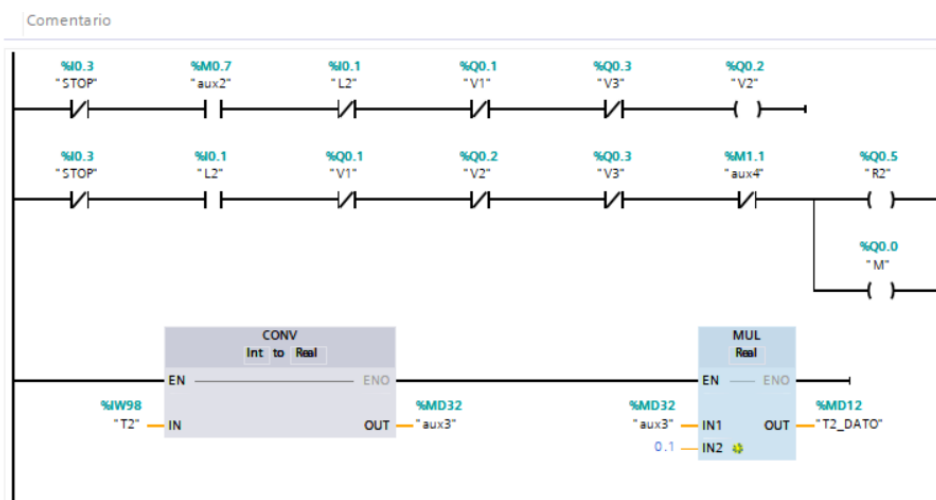 Comentario
%I0.3 %M0.7 %I0.1 %Q0.1 %Q0.3 %Q0.2
"STOP" "aux2" "L2" "V1" "V3" "V2"
%I0.3 %I0.1 %Q0.1 %Q0.2 %Q0.3 %M1.1 %Q0.5
"STOP" "L2" "V1" "V2" "V3" "aux4" "R2"
%Q0.0
"M"
CONV MUL
Int to Real Real
EN ENO EN ENO
%IW98 %MD32 %MD32 %MD12
"T2" IN OUT "aux3" "aux3" IN1 OUT "T2_DATO"
0.1 IN2